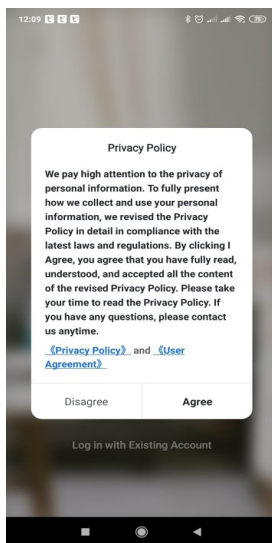 12:09
Privacy Policy
We pay high attention to the privacy of
personal information. To fully present
how we collect and use your personal
information, we revised the Privacy
Policy in detail in compliance with the
latest laws and regulations. By clicking I
Agree, you agree that you have fully read,
understood, and accepted all the content
of the revised Privacy Policy. Please take
your time to read the Privacy Policy. If
you have any questions, please contact
us anytime.
《Privacy Policy》 and 《User
Agreement》
Disagree Agree
Log in with Existing Account